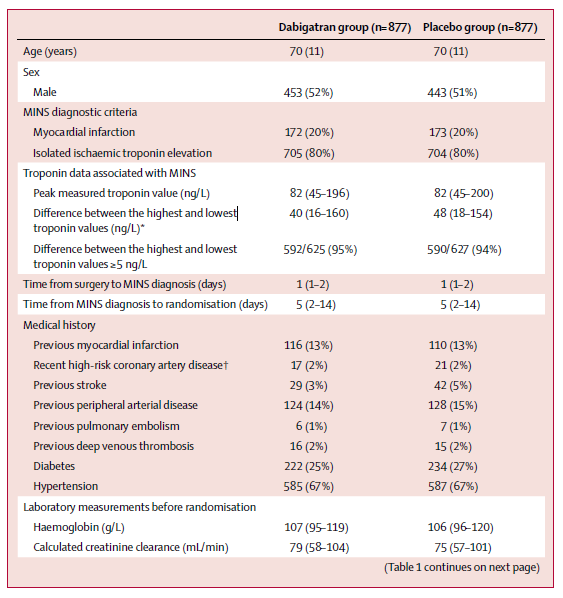 Dabigatran group (n=877) Placebo group (n=877)
Age (years) 70 (11) 70 (11)
Sex
Male 453 (52%) 443 (51%)
MINS diagnostic criteria
Myocardial infarction 172 (20%) 173 (20%)
Isolated ischaemic troponin elevation 705 (80%) 704 (80%)
Troponin data associated with MINS
Peak measured troponin value (ng/L) 82 (45–196) 82 (45–200)
Difference between the highest and lowest 40 (16–160) 48 (18–154)
troponin values (ng/L)*
Difference between the highest and lowest 592/625 (95%) 590/627 (94%)
troponin values ≥5 ng/L
Time from surgery to MINS diagnosis (days) 1 (1–2) 1 (1–2)
Time from MINS diagnosis to randomisation (days) 5 (2–14) 5 (2–14)
Medical history
Previous myocardial infarction 116 (13%) 110 (13%)
Recent high-risk coronary artery disease† 17 (2%) 21 (2%)
Previous stroke 29 (3%) 42 (5%)
Previous peripheral arterial disease 124 (14%) 128 (15%)
Previous pulmonary embolism 6 (1%) 7 (1%)
Previous deep venous thrombosis 16 (2%) 15 (2%)
Diabetes 222 (25%) 234 (27%)
Hypertension 585 (67%) 587 (67%)
Laboratory measurements before randomisation
Haemoglobin (g/L) 107 (95–119) 106 (96–120)
Calculated creatinine clearance (mL/min) 79 (58–104) 75 (57–101)
(Table 1 continues on next page)